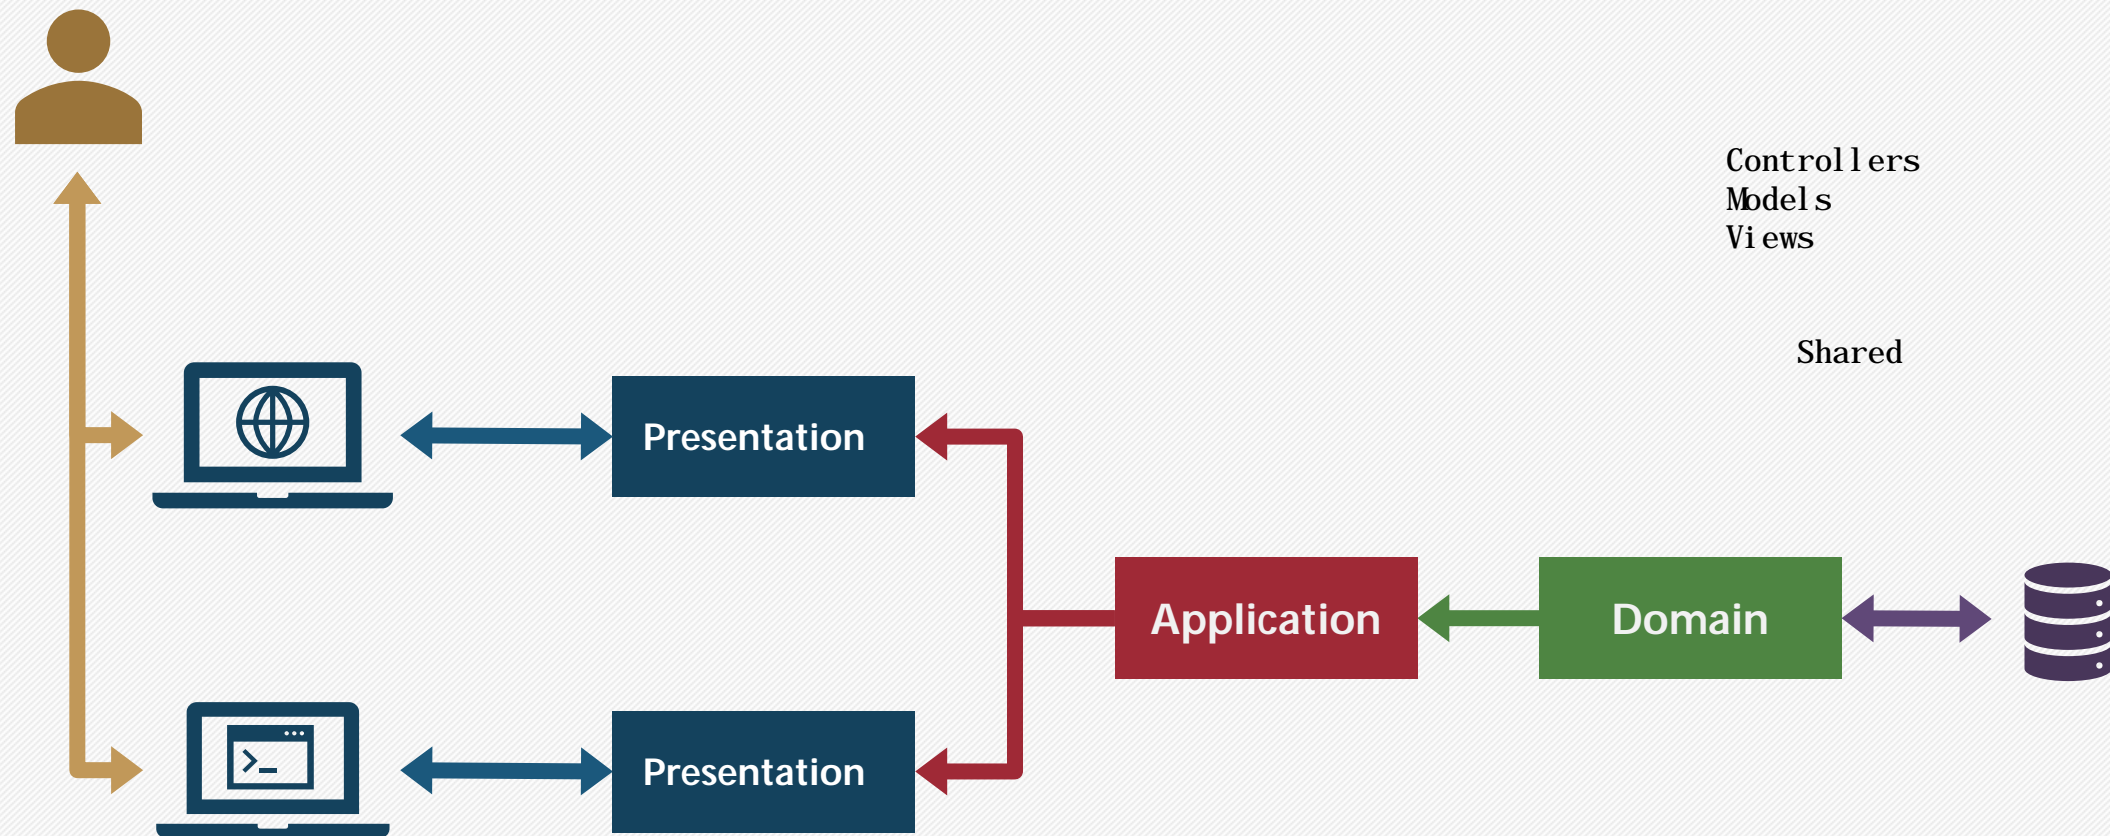 Controllers
Models
Views
Shared
Presentation
Application
Domain
Presentation
>_